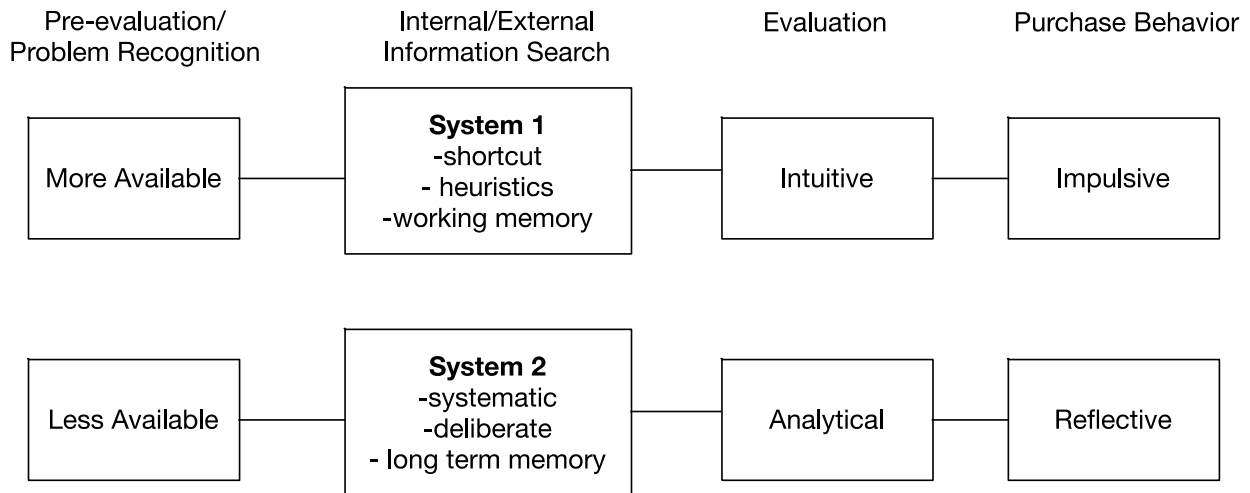 Pre-evaluation/
Problem Recognition
Internal/External
Information Search
Evaluation
Purchase Behavior
More Available
System 1
-shortcut
- heuristics
-working memory
Intuitive
Impulsive
Less Available
System 2
-systematic
-deliberate
- long term memory
Analytical
Reflective